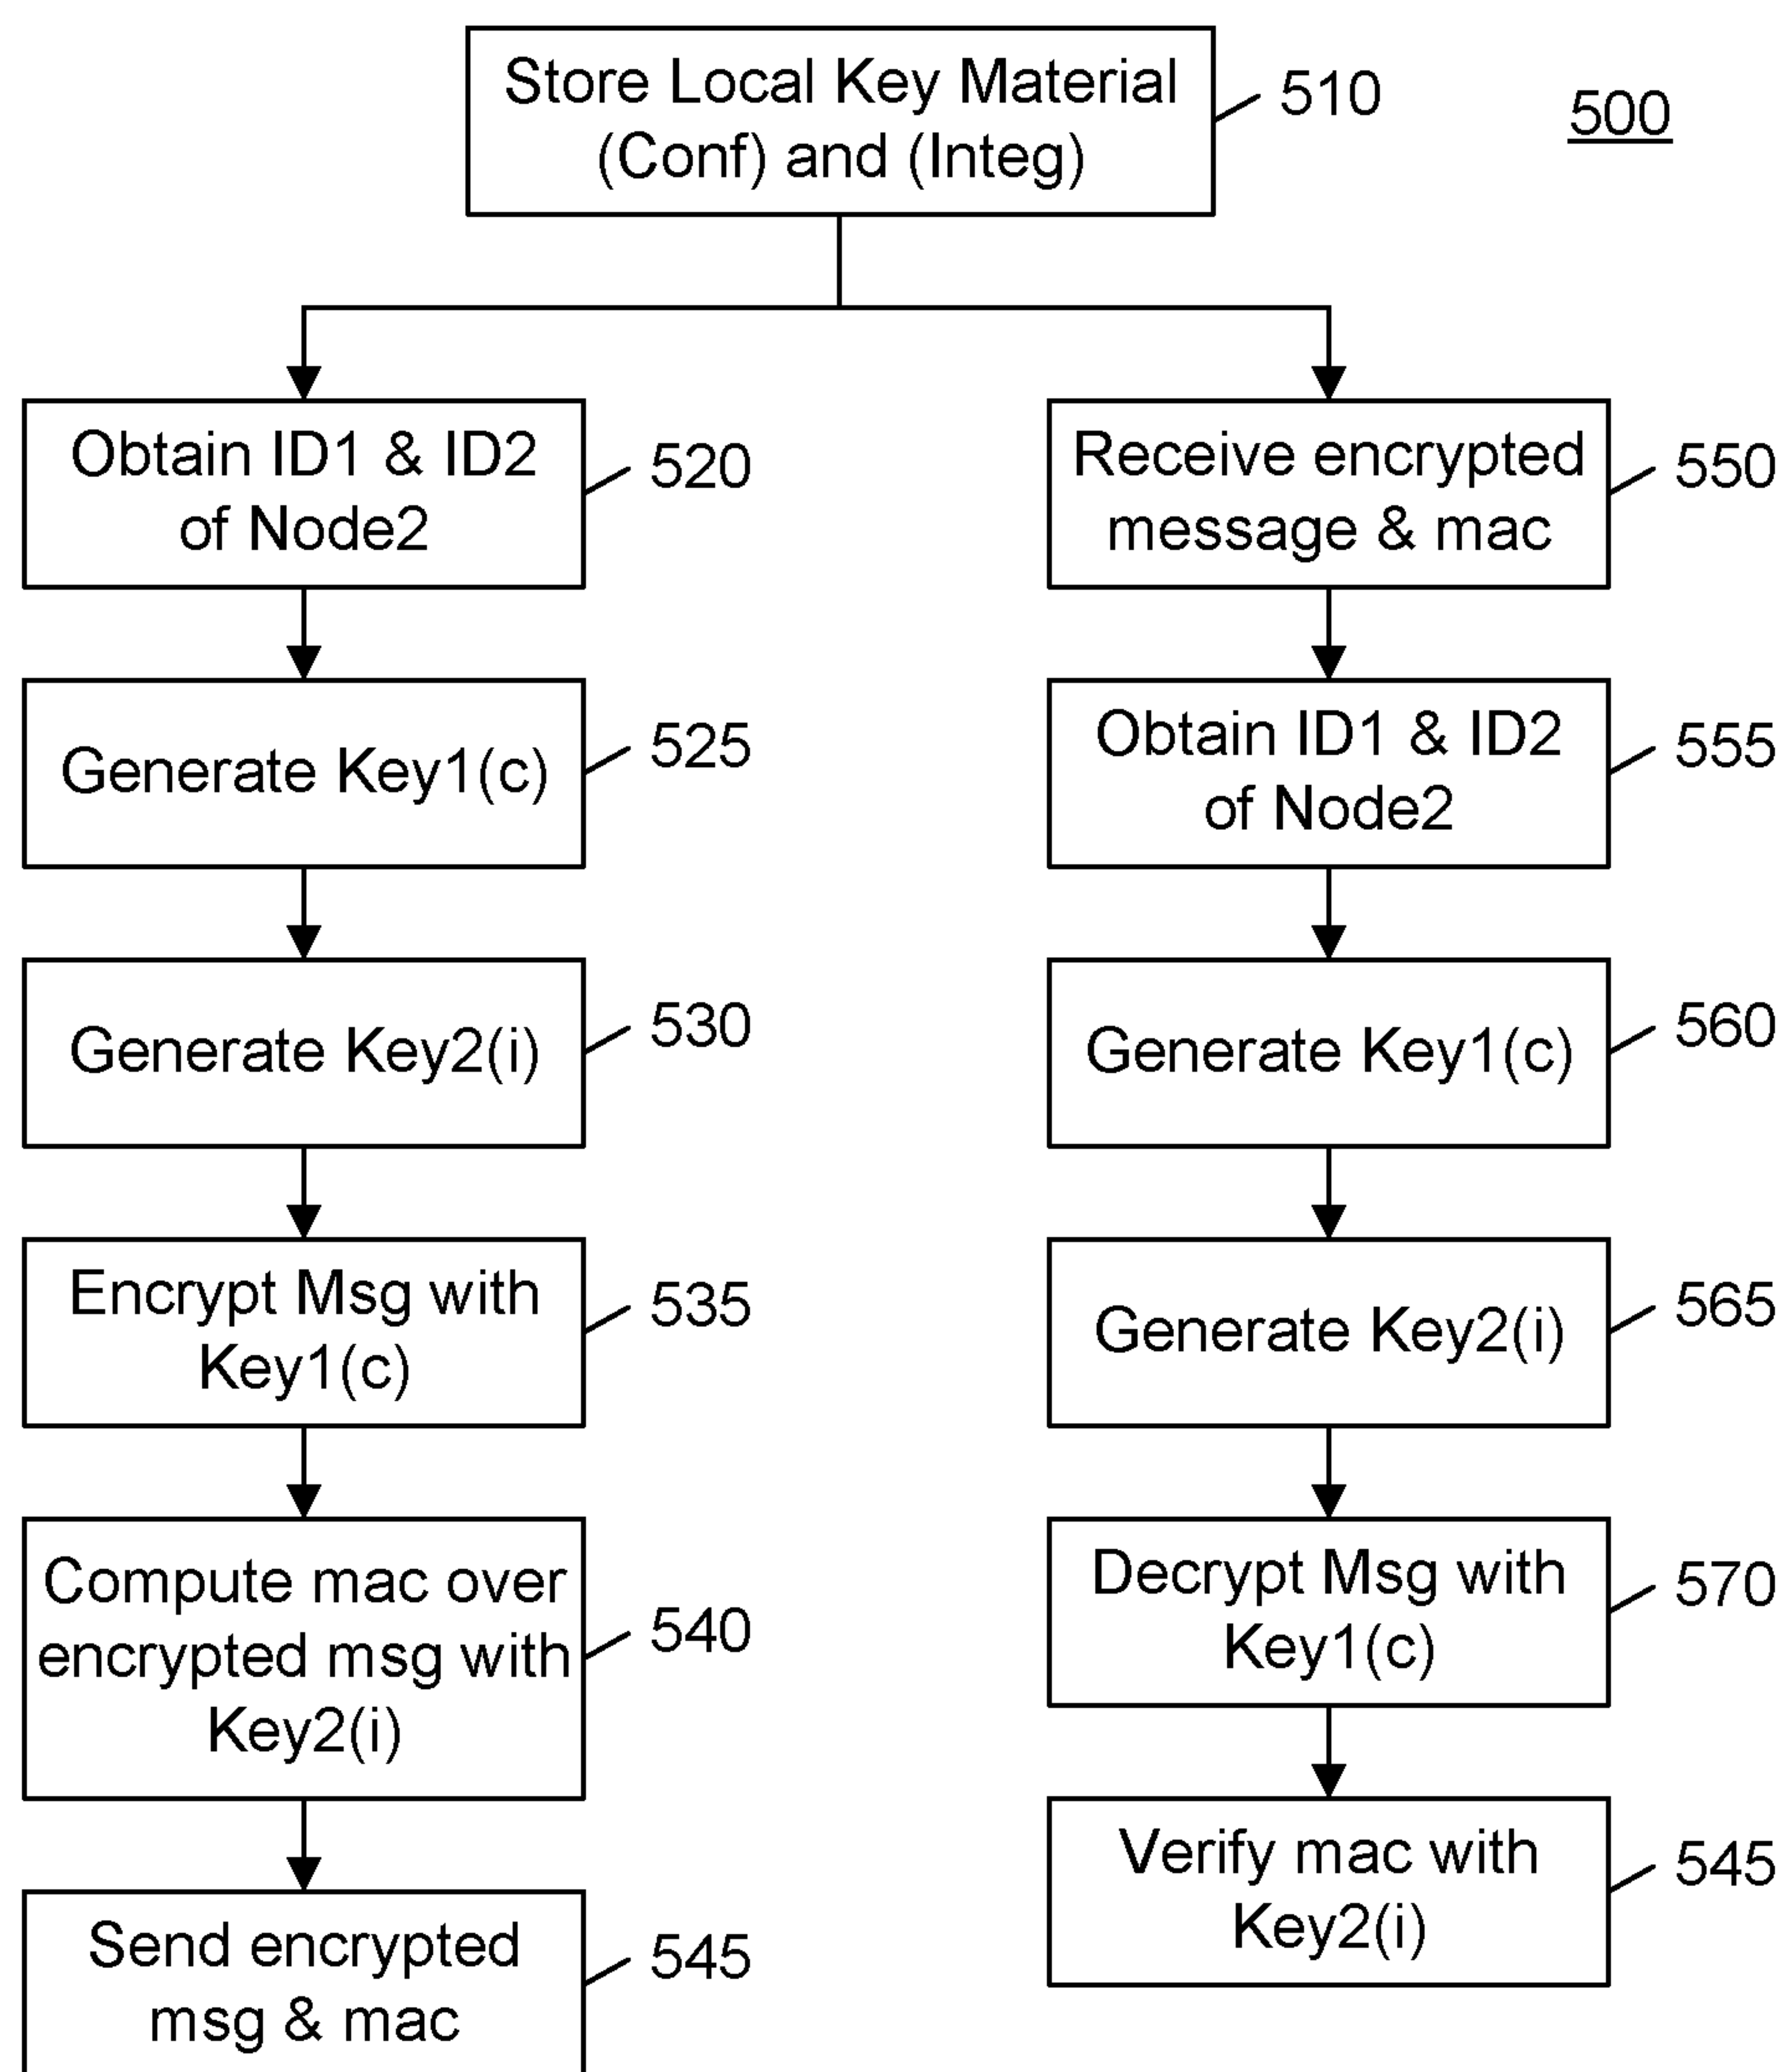 Store Local Key Material
(Conf) and (Integ)
510
500
Obtain ID1 & ID2
of Node2
520
Generate Key1(c)
525
Generate Key2(i)
530
Encrypt Msg with
Key1(c)
535
Compute mac over
encrypted msg with
Key2(i)
540
Send encrypted
msg & mac
545
Receive encrypted
message & mac
550
Obtain ID1 & ID2
of Node2
555
Generate Key1(c)
560
Generate Key2(i)
565
Decrypt Msg with
Key1(c)
570
Verify mac with
Key2(i)
545